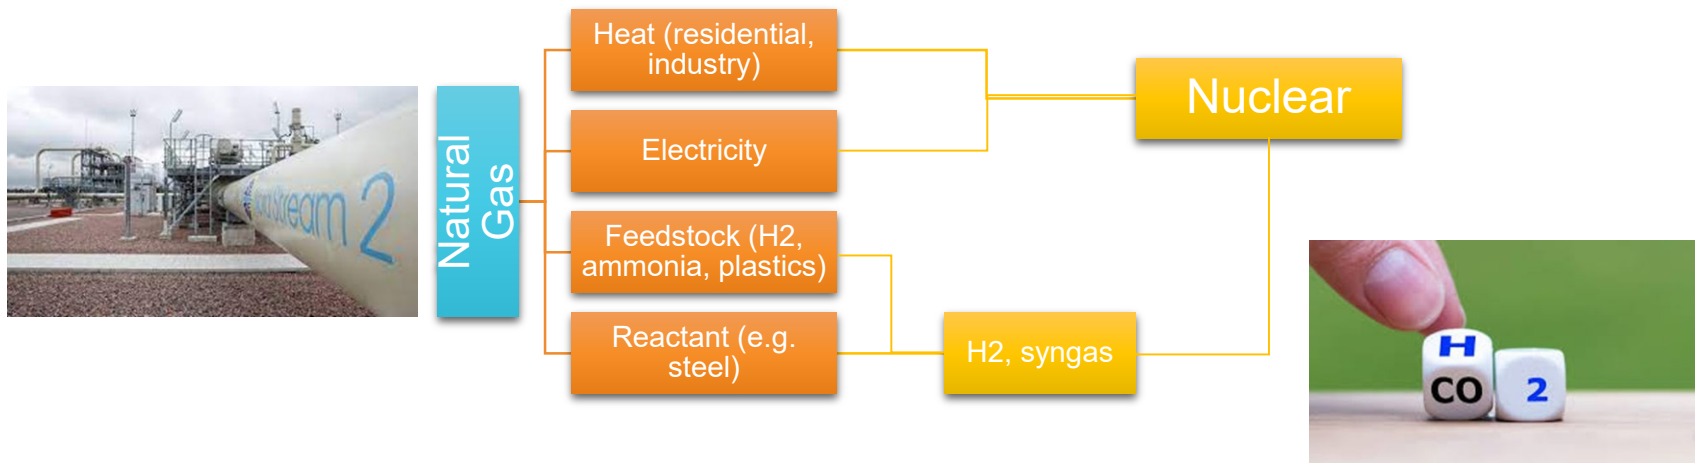 Heat (residential,
industry)
Nuclear
Electricity
Natural
Gas
Stream 2
Feedstock (H2,
ammonia, plastics)
Reactant (e.g.
steel)
H2, syngas
H
CO 2